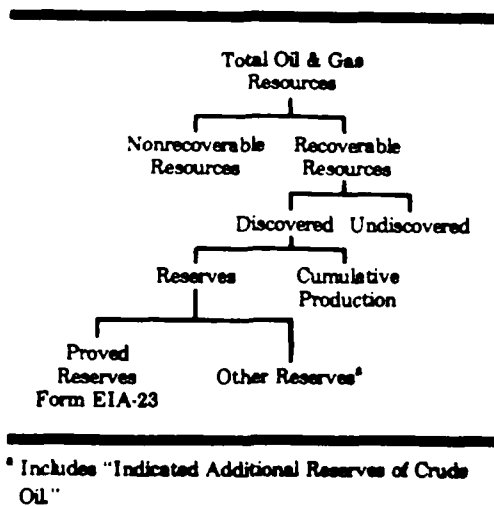 Total Oil & Gas
Resources
Nonrecoverable Recoverable
Resources Resources
Discovered Undiscovered
Reserves Cumulative
Production
Proved
Reserves Other Reserves ᵃ
Form EIA-23
ᵃ Includes "Indicated Additional Reserves of Crude
Oil."